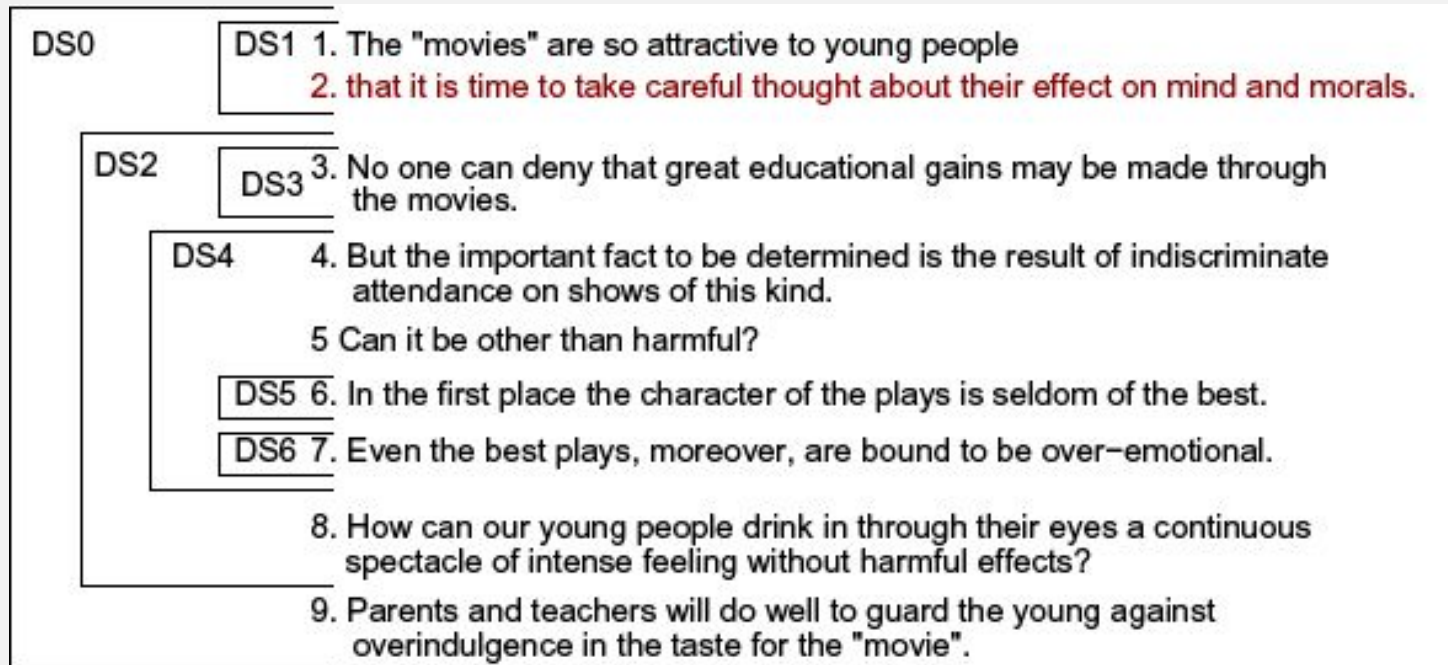 DS0 DS1 1. The "movies" are so attractive to young people
2. that it is time to take careful thought about their effect on mind and morals.
DS2 DS3 3. No one can deny that great educational gains may be made through
the movies.
DS4 4. But the important fact to be determined is the result of indiscriminate
attendance on shows of this kind.
5 Can it be other than harmful?
DS5 6. In the first place the character of the plays is seldom of the best.
DS6 7. Even the best plays, moreover, are bound to be over−emotional.
8. How can our young people drink in through their eyes a continuous
spectacle of intense feeling without harmful effects?
9. Parents and teachers will do well to guard the young against
overindulgence in the taste for the "movie".